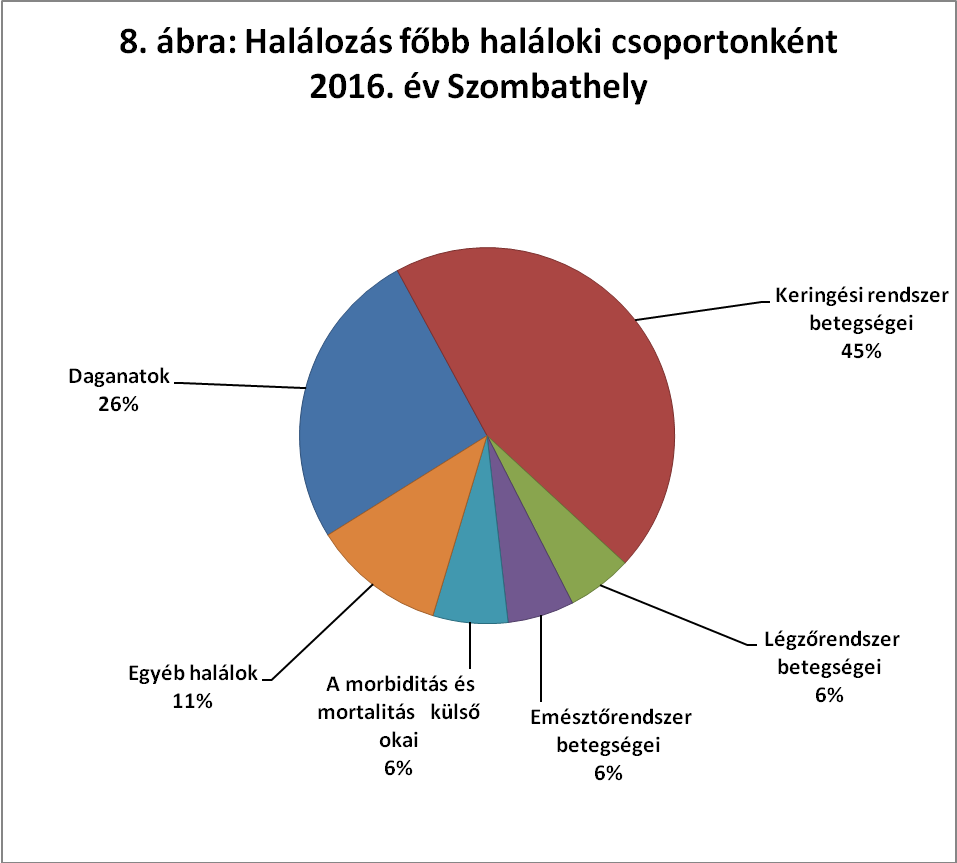 8. ábra: Halálozás főbb haláloki csoportonként
2016. év Szombathely
Keringési rendszer
betegségei
45%
Daganatok
26%
Légzőrendszer
betegségei
6%
Egyéb halálok
11%
A morbiditás és
mortalitás külső
okai
6%
Emésztőrendszer
betegségei
6%